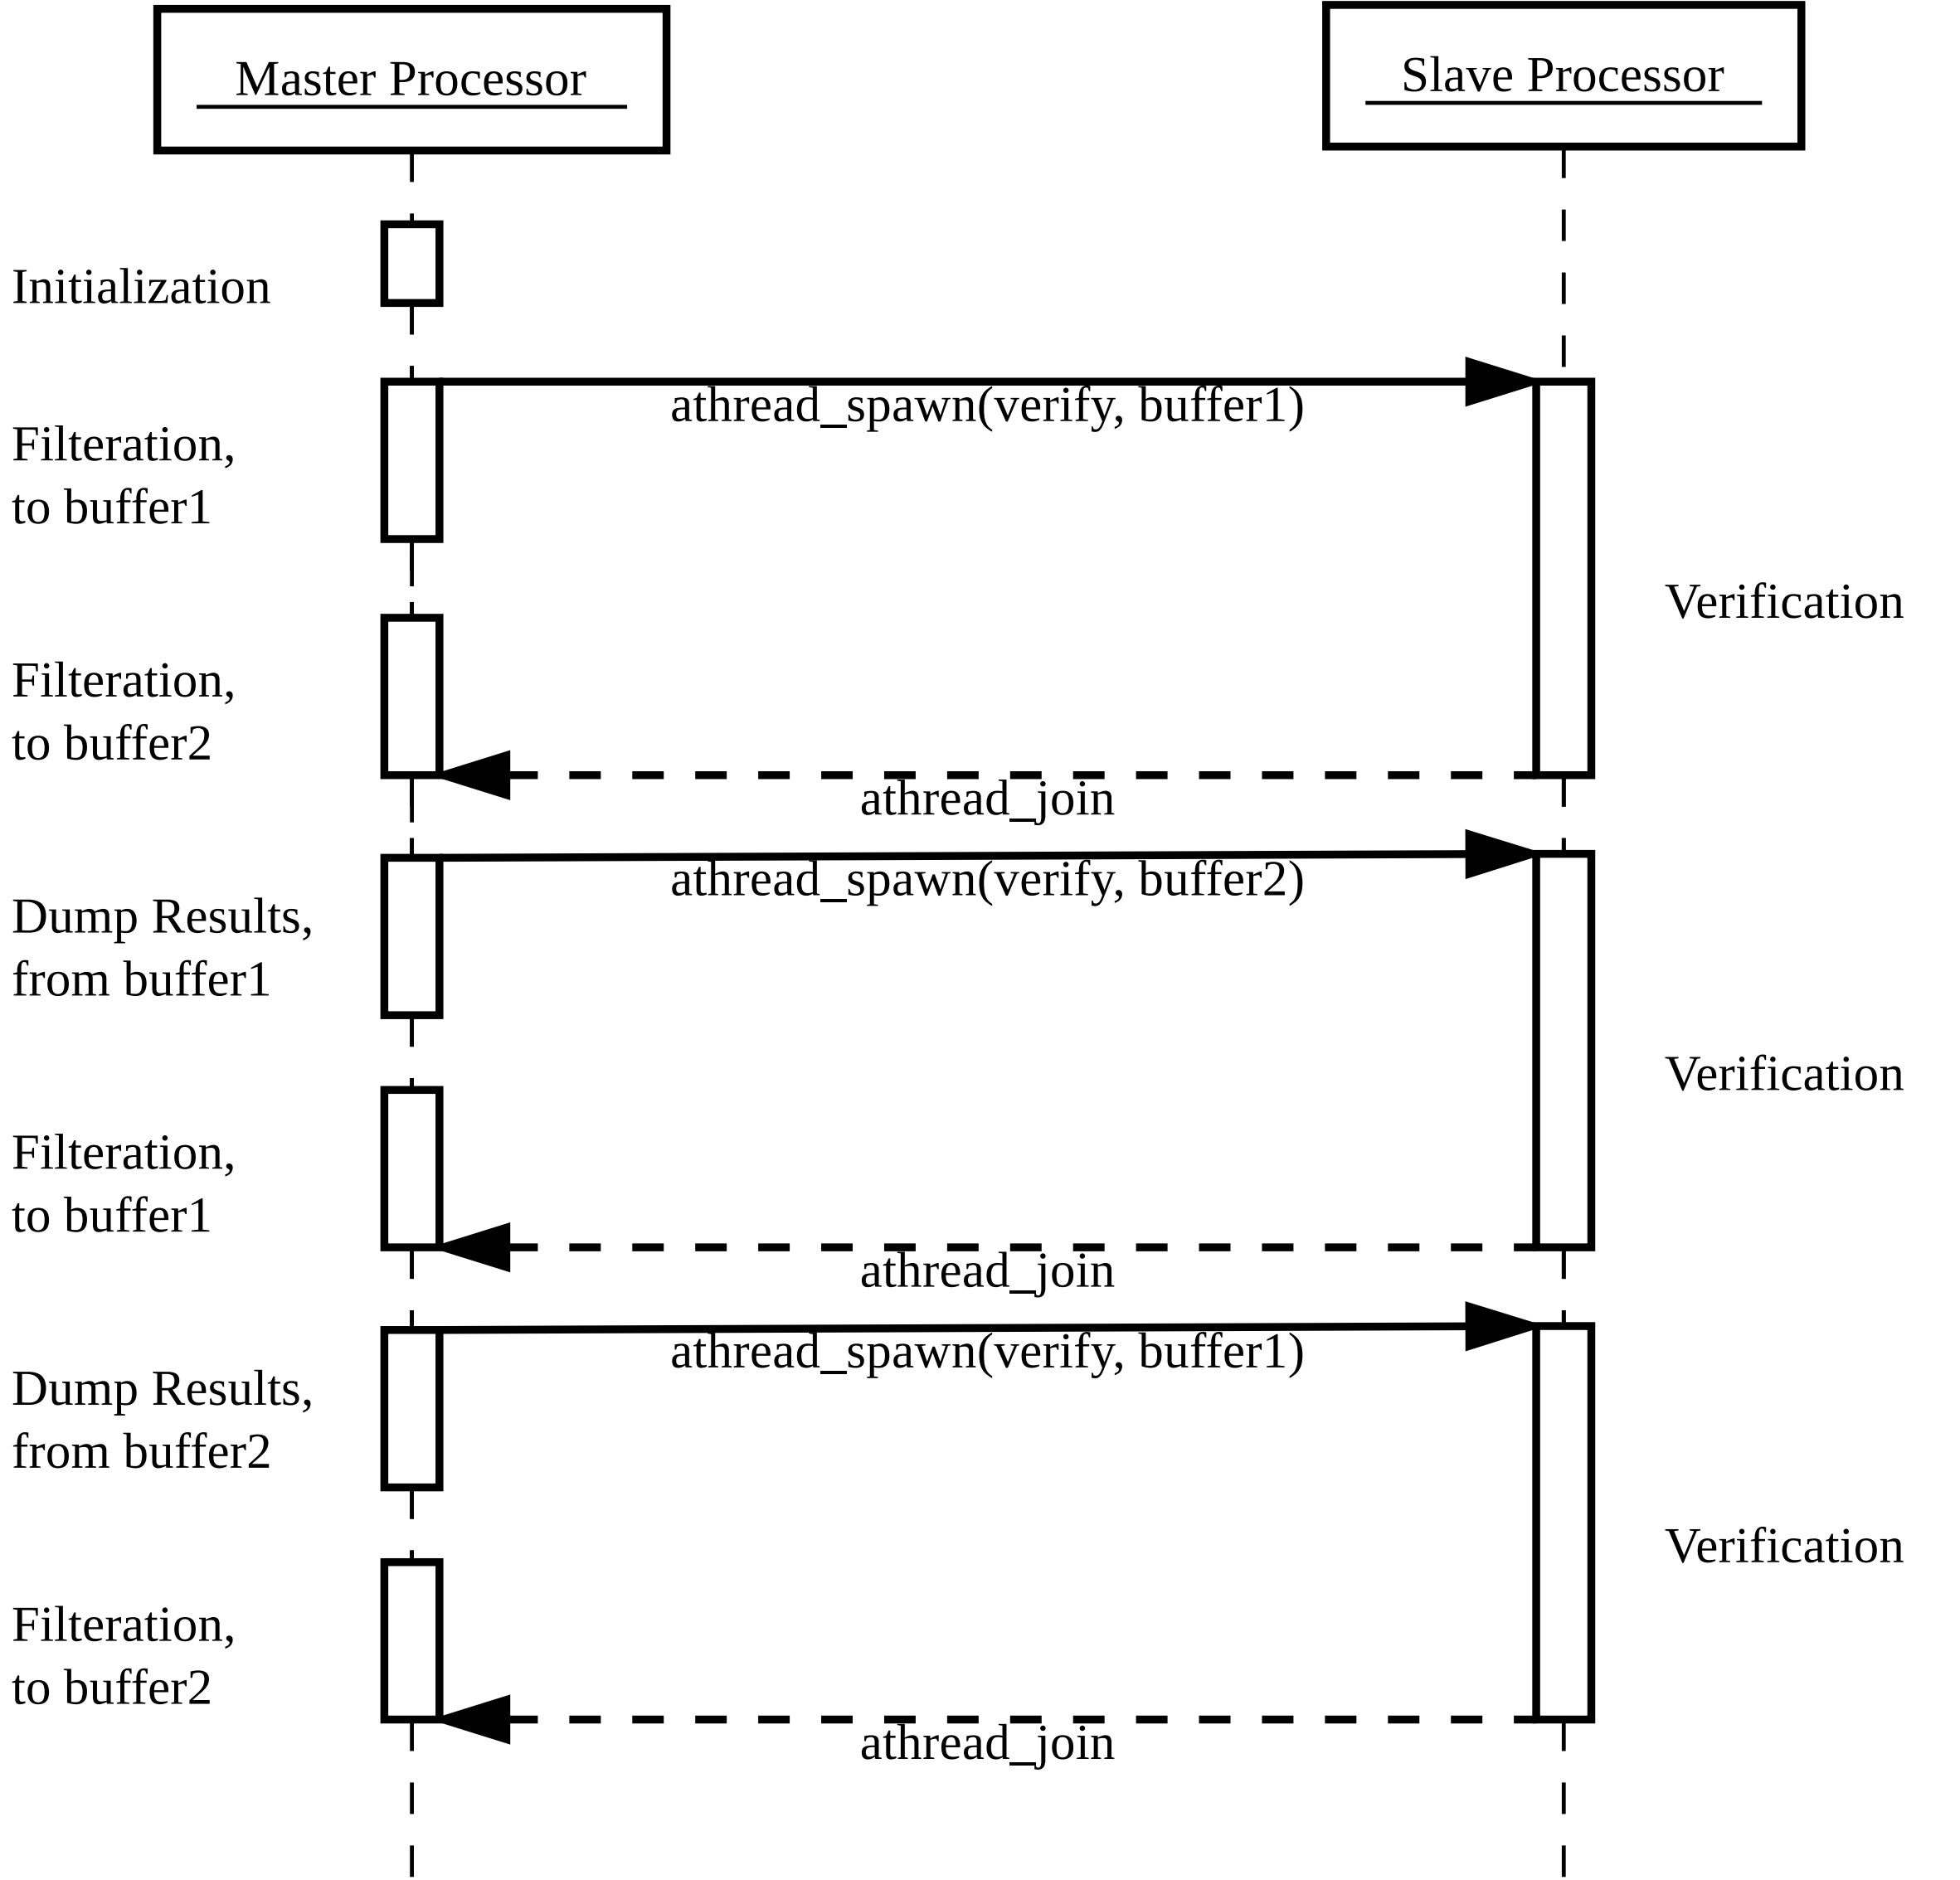 Master Processor
Slave Processor
Initialization
athread_spawn(verify, buffer1)
Filteration,
to buffer1
Verification
Filteration,
to buffer2
athread_join
athread_spawn(verify, buffer2)
Dump Results,
from buffer1
Verification
Filteration,
to buffer1
athread_join
athread_spawn(verify, buffer1)
Dump Results,
from buffer2
Verification
Filteration,
to buffer2
athread_join